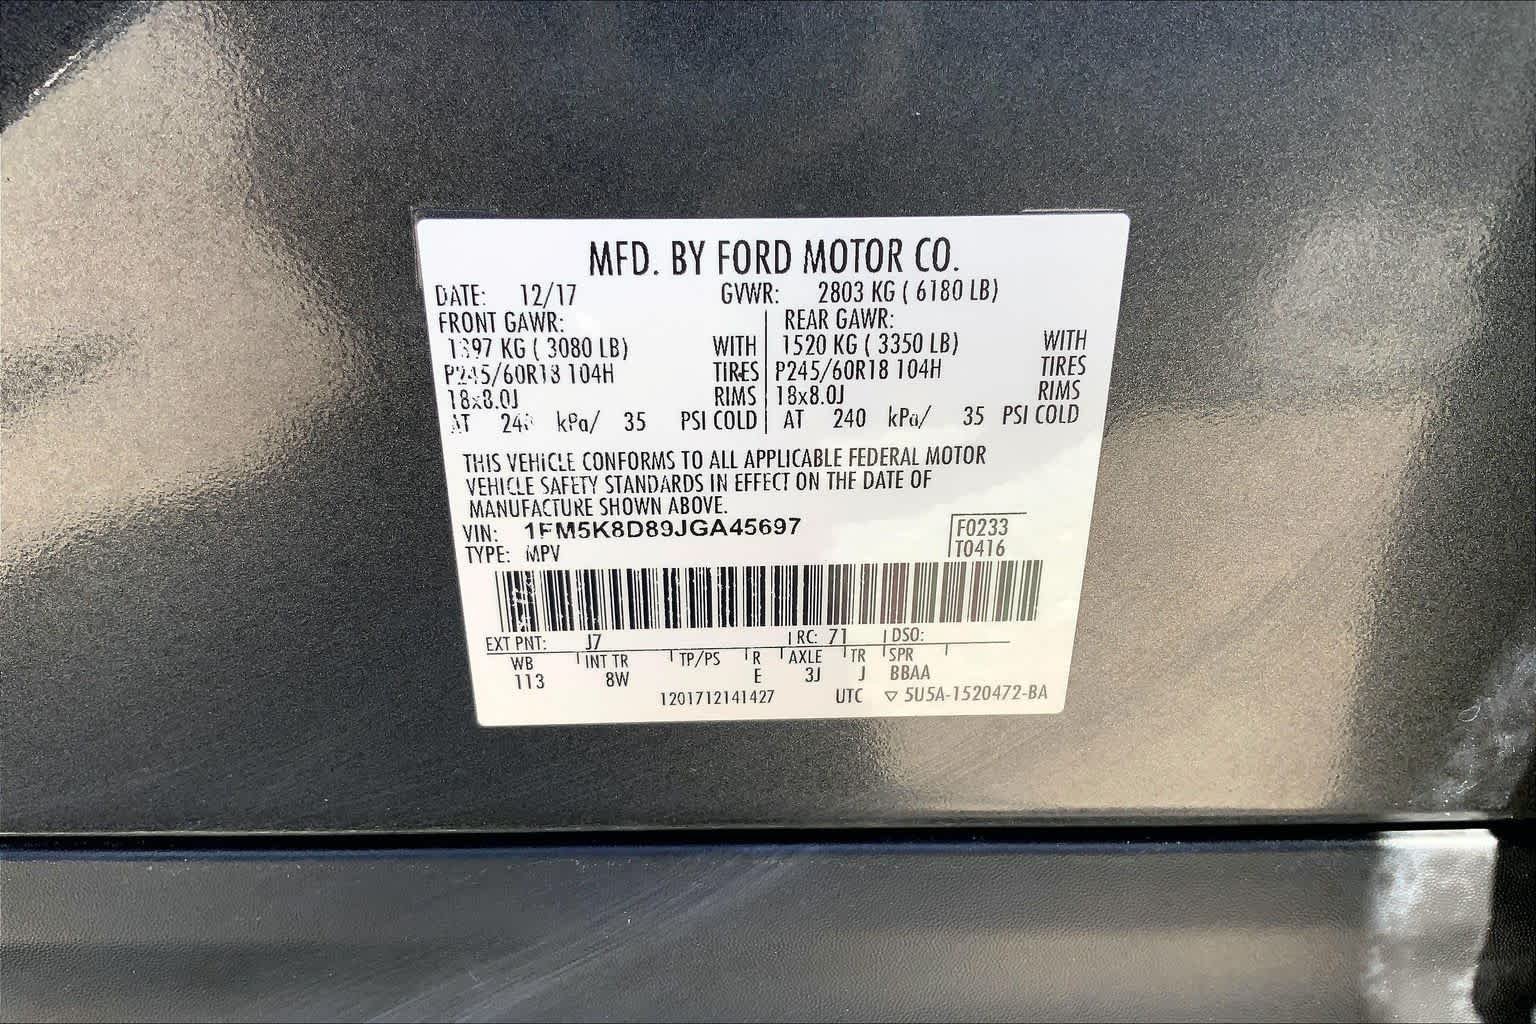 MFD. BY FORD MOTOR CO.
DATE: 12/17 GVWR: 2803 KG ( 6180 LB)
FRONT GAWR: REAR GAWR:
1397 KG ( 3080 LB) WITH 1520 KG ( 3350 LB) WITH
P245/60R18 104H TIRES P245/60R18 104H TIRES
18x8.0J RIMS 18x8.0J RIMS
AT 240 kPa/ 35 PSI COLD AT 240 kPa/ 35 PSI COLD
THIS VEHICLE CONFORMS TO ALL APPLICABLE FEDERAL MOTOR
VEHICLE SAFETY STANDARDS IN EFFECT ON THE DATE OF
MANUFACTURE SHOWN ABOVE.
VIN: 1FM5K8D89JGA45697 F0233
TYPE: MPV T0416
EXT PNT: J7 RC: 71 DSO:
WB INT TR TP/PS R AXLE TR SPR
113 8W E 3J J BBAA
1201712141427 UTC ▽ 5U5A-1520472-BA